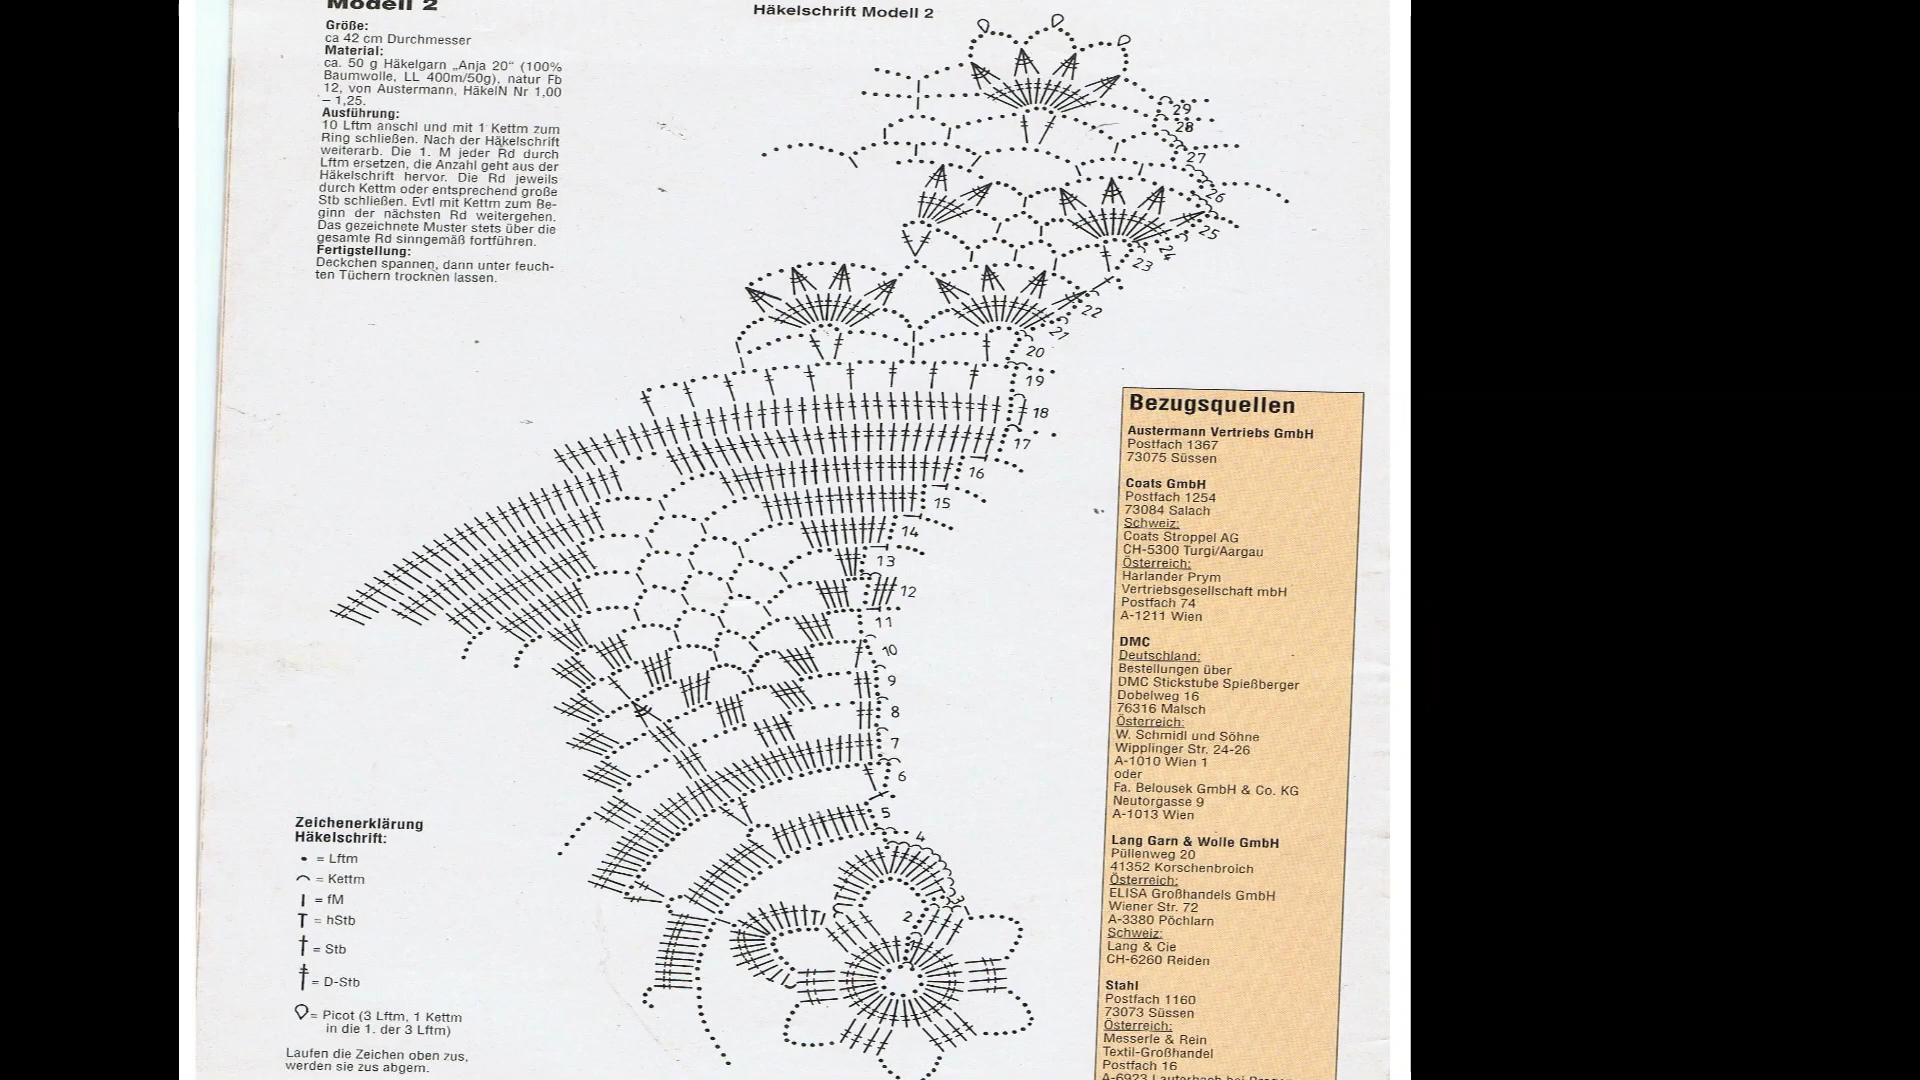 Modell 2
Größe:
ca 42 cm Durchmesser
Material:
ca. 50 g Häkelgarn „Anja 20“ (100%
Baumwolle, LL 400m/50g), natur Fb
12, von Austermann, HäkelN Nr 1,00
– 1,25.
Ausführung:
10 Lftm anschl und mit 1 Kettm zum
Ring schließen. Nach der Häkelschrift
weiterarb. Die 1. M jeder Rd durch
Lftm ersetzen, die Anzahl geht aus der
Häkelschrift hervor. Die Rd jeweils
durch Kettm oder entsprechend große
Stb schließen. Evtl mit Kettm zum Be-
ginn der nächsten Rd weitergehen.
Das gezeichnete Muster stets über die
gesamte Rd sinngemäß fortführen.
Fertigstellung:
Deckchen spannen, dann unter feuch-
ten Tüchern trocknen lassen.
Häkelschrift Modell 2
29
28
27
26
25
24
23
22
21
20
19
18
17
16
15
14
13
12
11
10
9
8
7
6
5
4
3
2
1
Zeichenerklärung
Häkelschrift:
= Lftm
= Kettm
= fM
= hStb
= Stb
= D-Stb
= Picot (3 Lftm, 1 Kettm
in die 1. der 3 Lftm)
Laufen die Zeichen oben zus,
werden sie zus abgem.
Bezugsquellen
Austermann Vertriebs GmbH
Postfach 1367
73075 Süssen
Coats GmbH
Postfach 1254
73084 Salach
Schweiz:
Coats Stroppel AG
CH-5300 Turgi/Aargau
Österreich:
Harlander Prym
Vertriebsgesellschaft mbH
Postfach 74
A-1211 Wien
DMC
Deutschland:
Bestellungen über
DMC Stickstube Spießberger
Dobelweg 16
76316 Malsch
Österreich:
W. Schmidl und Söhne
Wipplinger Str. 24-26
A-1010 Wien 1
oder
Fa. Belousek GmbH & Co. KG
Neutorgasse 9
A-1013 Wien
Lang Garn & Wolle GmbH
Püllenweg 20
41352 Korschenbroich
Österreich:
ELISA Großhandels GmbH
Wiener Str. 72
A-3380 Pöchlarn
Schweiz:
Lang & Cie
CH-6260 Reiden
Stahl
Postfach 1160
73073 Süssen
Österreich:
Messerle & Rein
Textil-Großhandel
Postfach 16
A-6923 Lauterach bei